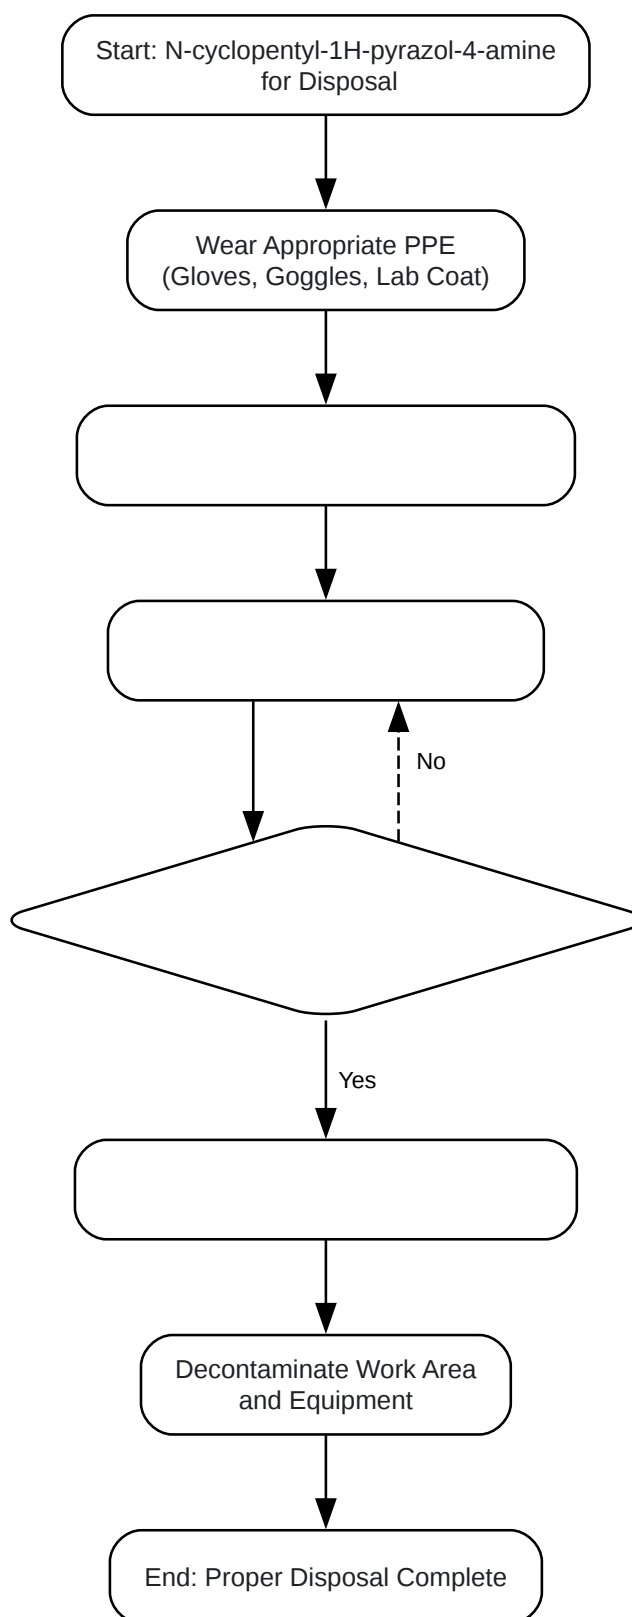 Start: N-cyclopentyl-1H-pyrazol-4-amine
for Disposal
Wear Appropriate PPE
(Gloves, Goggles, Lab Coat)
No
Yes
Decontaminate Work Area
and Equipment
End: Proper Disposal Complete